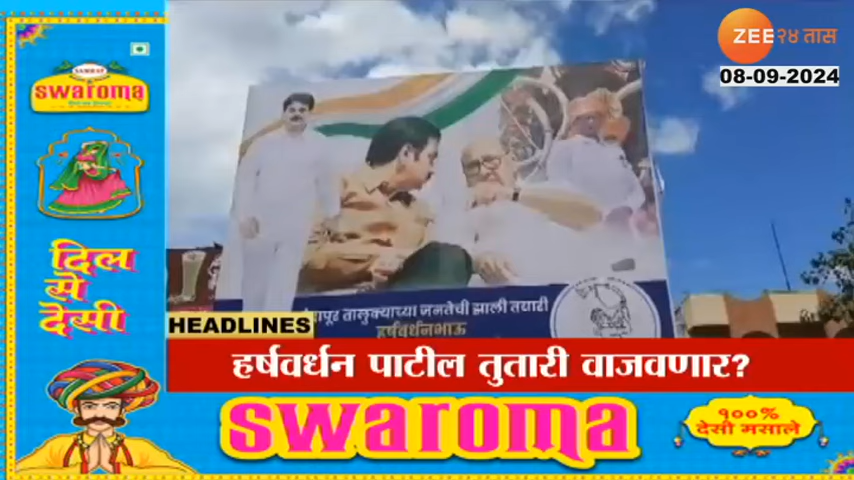 SAMRAT
swaroma
दिल
से
देसी
ZEE २४ तास
08-09-2024
तालुक्याच्या जनतेची झाली तयारी
हर्षवर्धनभाऊ
HEADLINES
हर्षवर्धन पाटील तुतारी वाजवणार?
swaroma
१००%
देसी मसाले